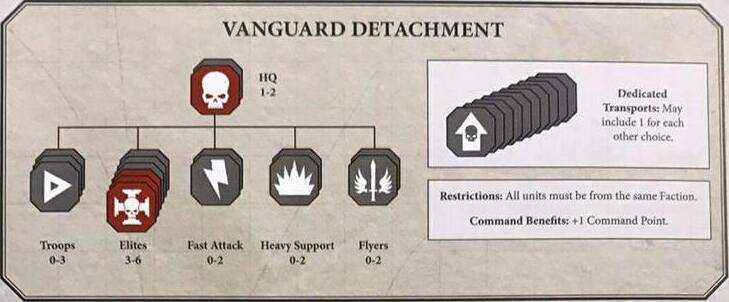 VANGUARD DETACHMENT
HQ
1-2
Troops
0-3
Elites
3-6
Fast Attack
0-2
Heavy Support
0-2
Flyers
0-2
Dedicated
Transports: May
include 1 for each
other choice.
Restrictions: All units must be from the same Faction.
Command Benefits: +1 Command Point.